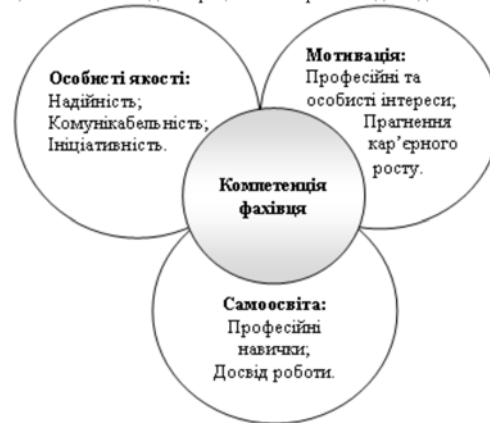 Особисті якості:
Надійність;
Комунікабельність;
Ініціативність.
Мотивація:
Професійні та
особисті інтереси;
Прагнення
кар’єрного
росту.
Компетенція
фахівця
Самоосвіта:
Професійні
навички;
Досвід роботи.